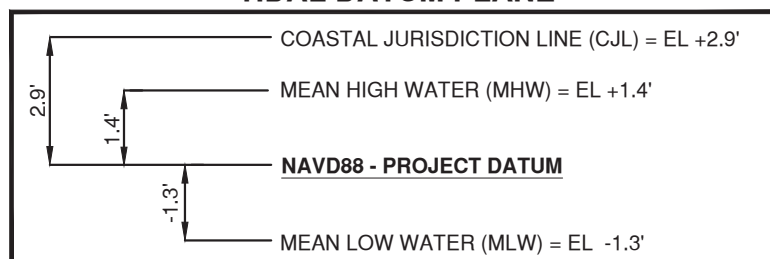 TIDAL DATUM PLANE
COASTAL JURISDICTION LINE (CJL) = EL +2.9'
MEAN HIGH WATER (MHW) = EL +1.4'
2.9'
1.4'
NAVD88 - PROJECT DATUM
-1.3'
MEAN LOW WATER (MLW) = EL -1.3'